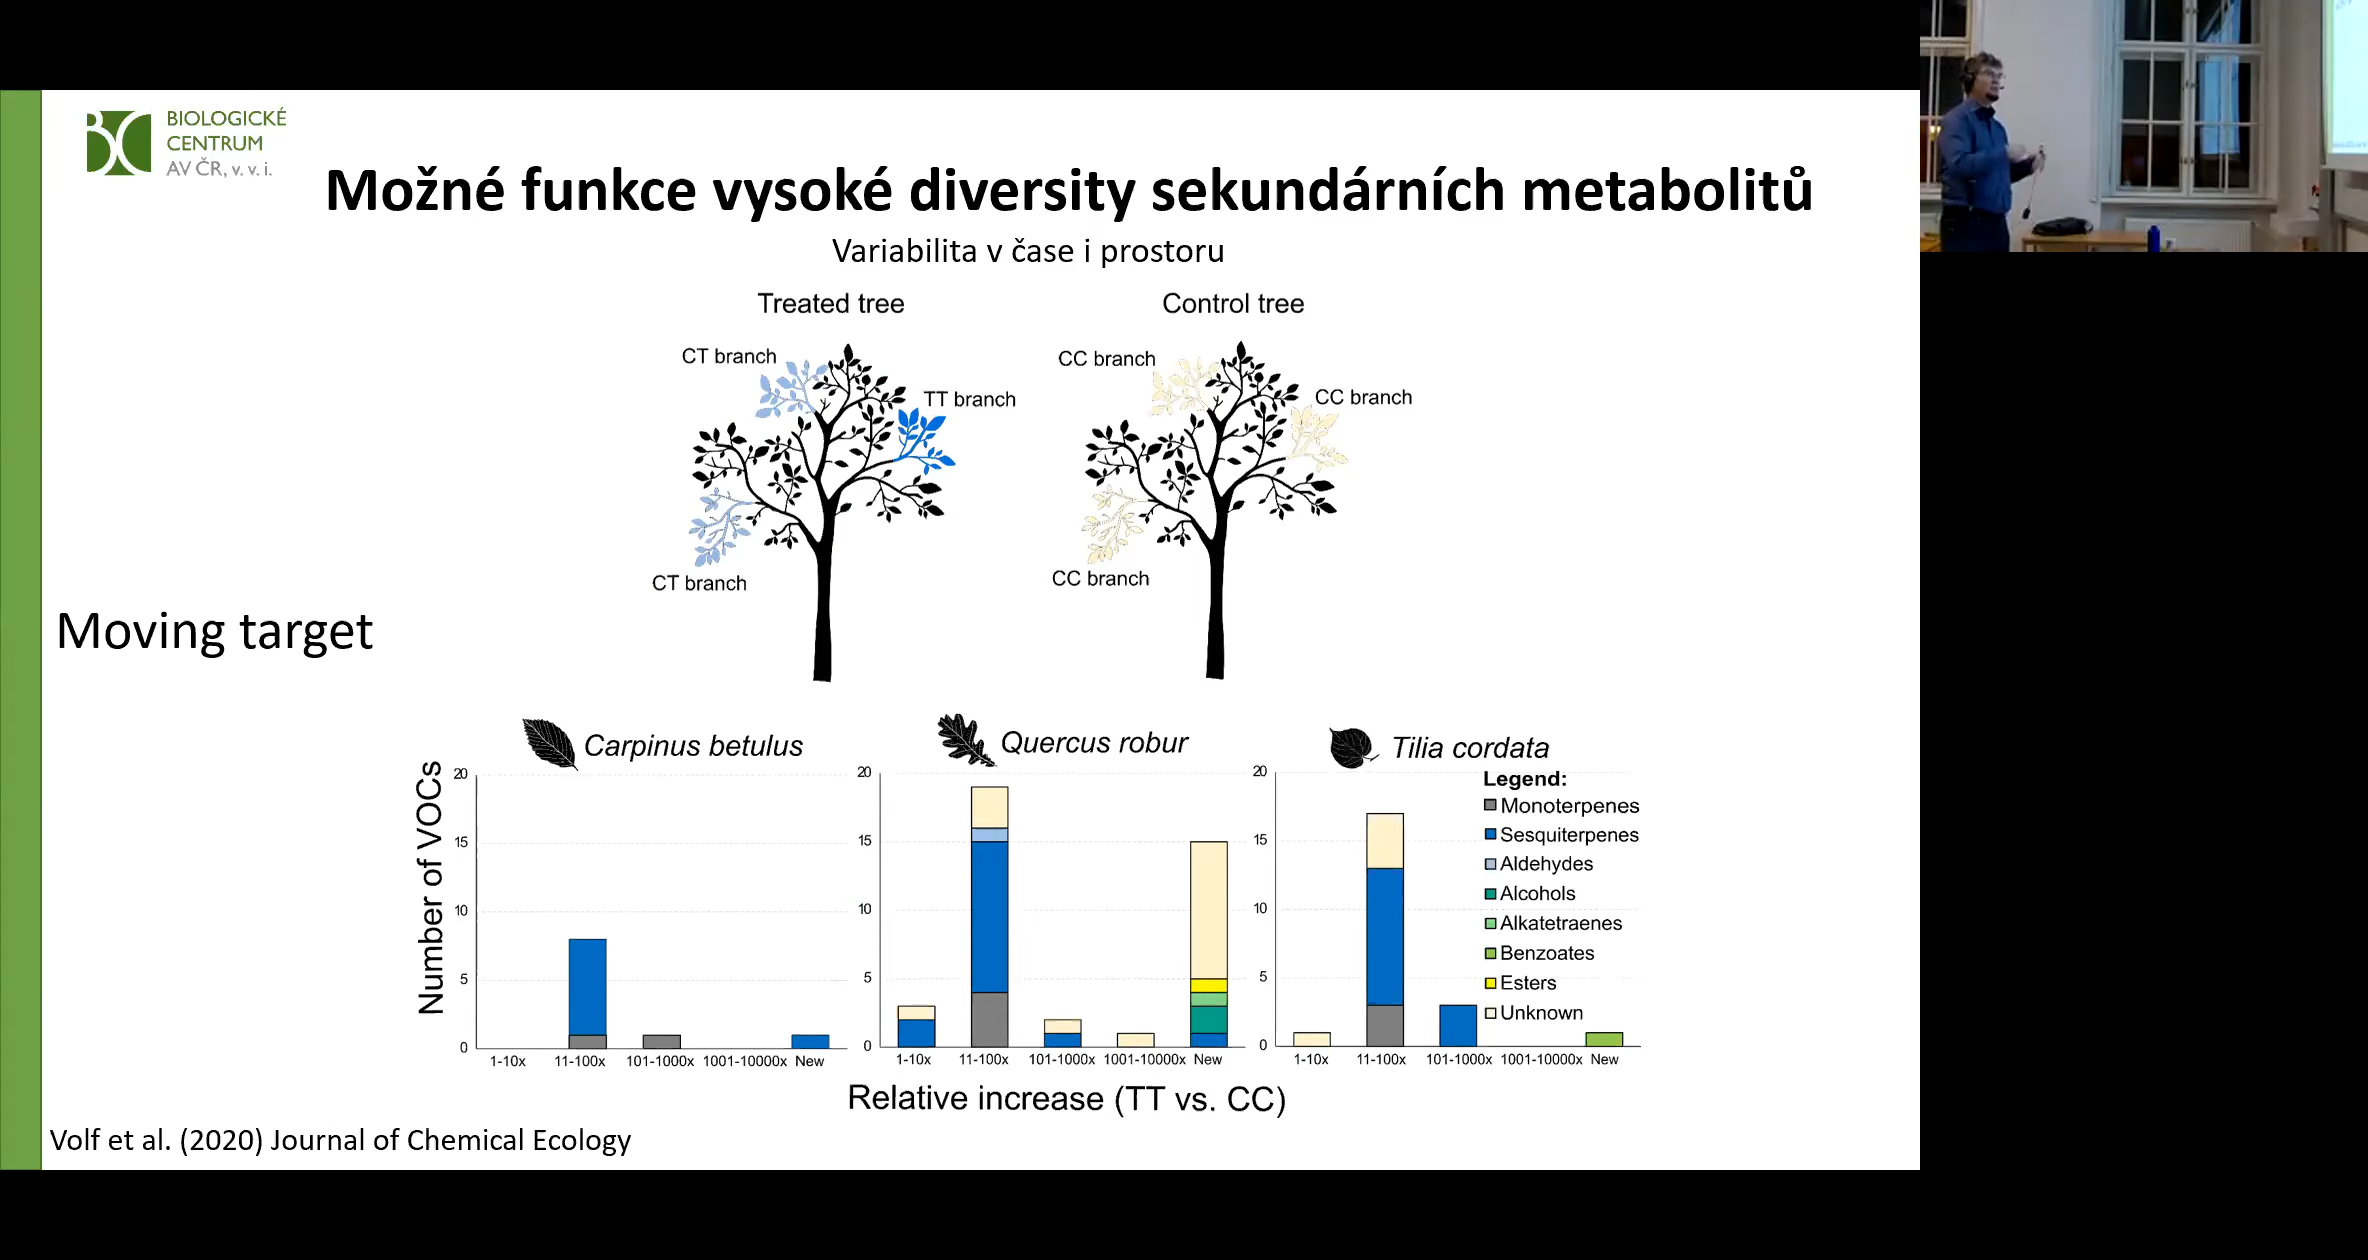 BIOLOGICKÉ
CENTRUM
AV ČR, v. v. i.
Možné funkce vysoké diversity sekundárních metabolitů
Variabilita v čase i prostoru
Treated tree
Control tree
CT branch
TT branch
CT branch
CC branch
CC branch
CC branch
Moving target
Carpinus betulus
Quercus robur
Tilia cordata
Number of VOCs
20
15
10
5
0
1-10x 11-100x 101-1000x 1001-10000x New
20
15
10
5
0
1-10x 11-100x 101-1000x 1001-10000x New
20
15
10
5
0
1-10x 11-100x 101-1000x 1001-10000x New
Legend:
Monoterpenes
Sesquiterpenes
Aldehydes
Alcohols
Alkatetraenes
Benzoates
Esters
Unknown
Relative increase (TT vs. CC)
Volf et al. (2020) Journal of Chemical Ecology